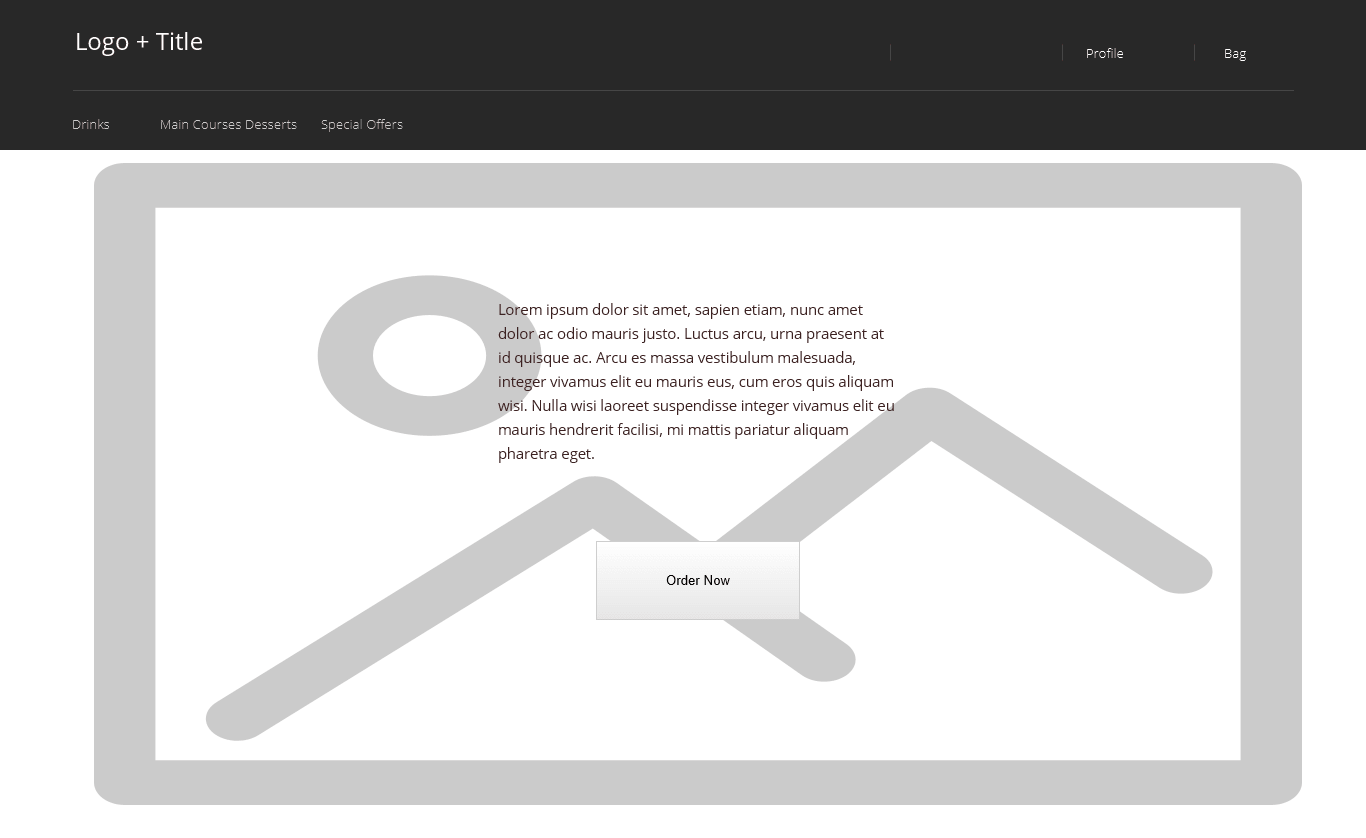 Logo + Title
Profile
Bag
Drinks
Main Courses
Desserts
Special Offers
Lorem ipsum dolor sit amet, sapien etiam, nunc amet
dolor ac odio mauris justo. Luctus arcu, urna praesent at
id quisque ac. Arcu es massa vestibulum malesuada,
integer vivamus elit eu mauris eus, cum eros quis aliquam
wisi. Nulla wisi laoreet suspendisse integer vivamus elit eu
mauris hendrerit facilisi, mi mattis pariatur aliquam
pharetra eget.
Order Now